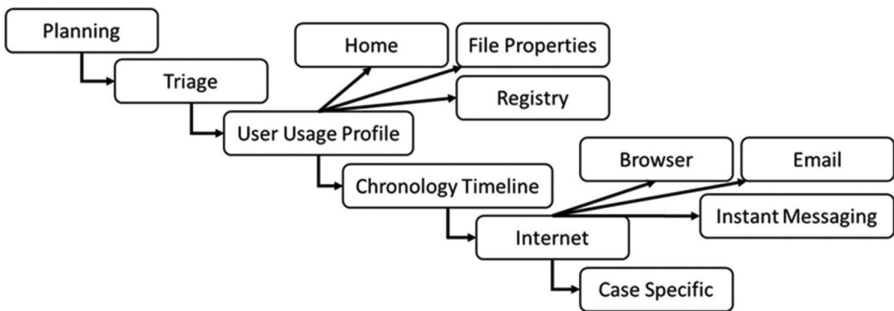 Planning
Home
File Properties
Triage
Registry
User Usage Profile
Browser
Email
Chronology Timeline
Instant Messaging
Internet
Case Specific